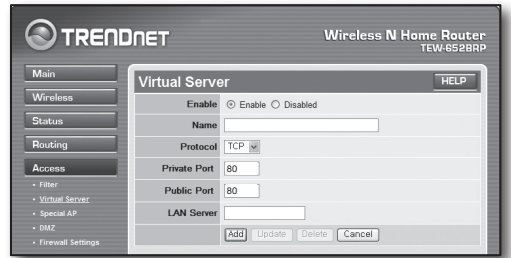 TRENDNET
Wireless N Home Router
TEW-652BRP
Main
Wireless
Status
Routing
Access
• Filter
• Virtual Server
• Special AP
• DMZ
• Firewall Settings
Virtual Server
HELP
Enable Enable Disabled
Name
Protocol TCP
Private Port 80
Public Port 80
LAN Server
Add Update Delete Cancel